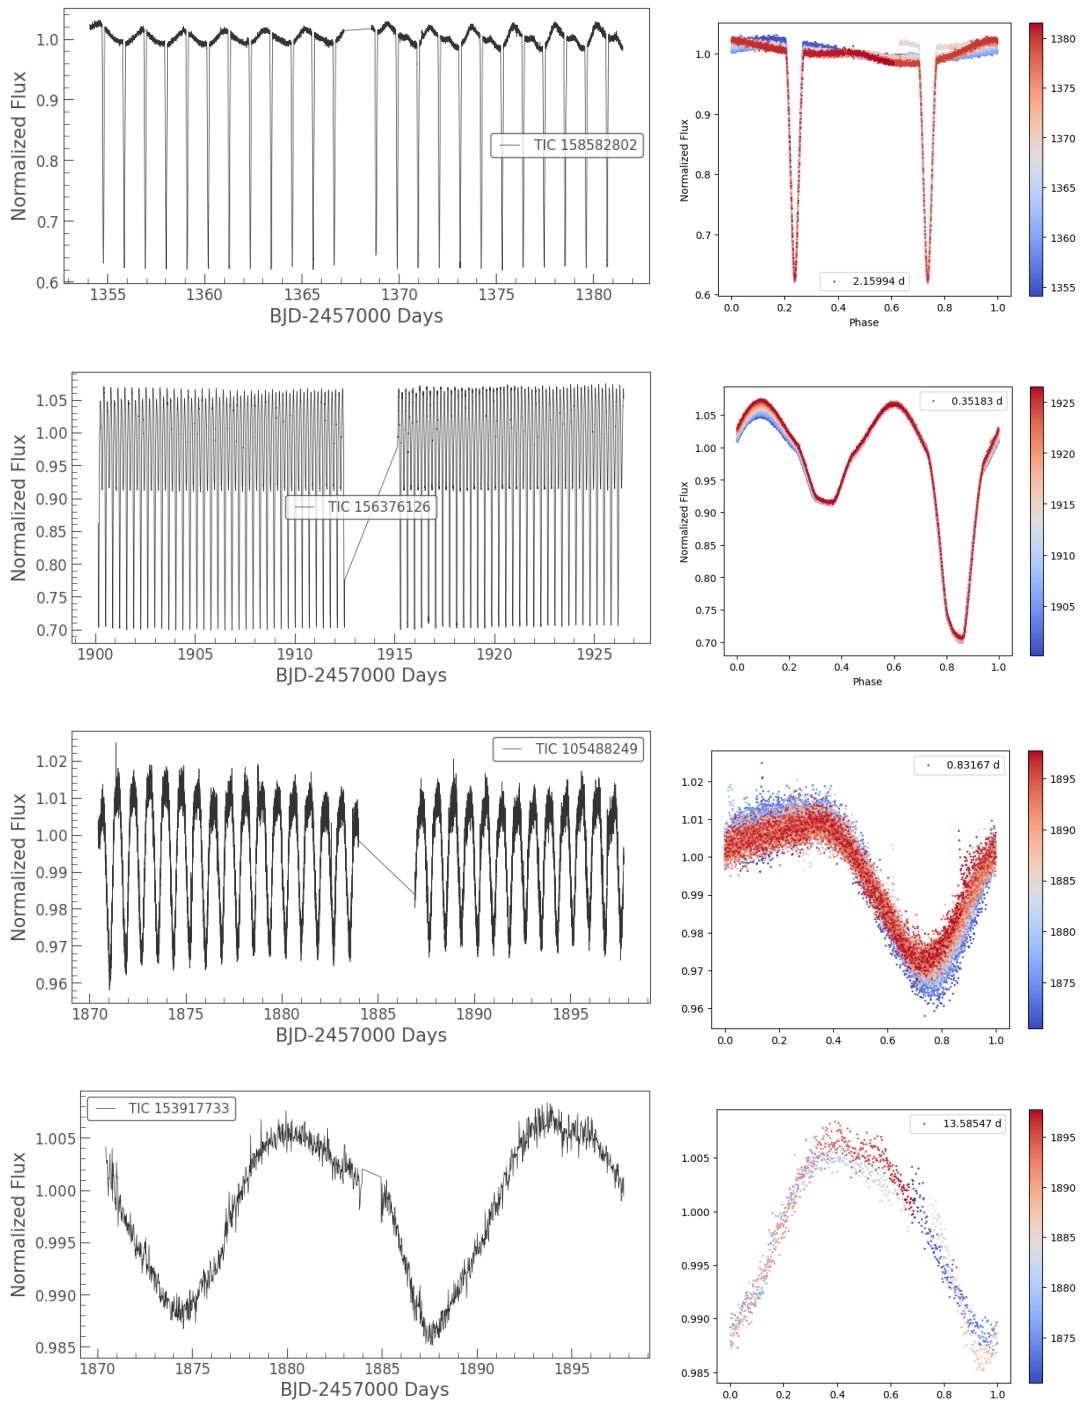 1.0
0.9
0.8
0.7
0.6
Normalized Flux
TIC 158582802
1355 1360 1365 1370 1375 1380
BJD-2457000 Days
1.0
0.9
0.8
0.7
0.6
Normalized Flux
2.15994 d
0.0 0.2 0.4 0.6 0.8 1.0
Phase
1380
1375
1370
1365
1360
1355
1.05
1.00
0.95
0.90
0.85
0.80
0.75
0.70
Normalized Flux
TIC 156376126
1900 1905 1910 1915 1920 1925
BJD-2457000 Days
1.05
1.00
0.95
0.90
0.85
0.80
0.75
0.70
Normalized Flux
0.35183 d
0.0 0.2 0.4 0.6 0.8 1.0
Phase
1925
1920
1915
1910
1905
1.02
1.01
1.00
0.99
0.98
0.97
0.96
Normalized Flux
TIC 105488249
1870 1875 1880 1885 1890 1895
BJD-2457000 Days
1.02
1.01
1.00
0.99
0.98
0.97
0.96
0.83167 d
0.0 0.2 0.4 0.6 0.8 1.0
1895
1890
1885
1880
1875
1.005
1.000
0.995
0.990
0.985
Normalized Flux
TIC 153917733
1870 1875 1880 1885 1890 1895
BJD-2457000 Days
1.005
1.000
0.995
0.990
0.985
13.58547 d
0.0 0.2 0.4 0.6 0.8 1.0
1895
1890
1885
1880
1875